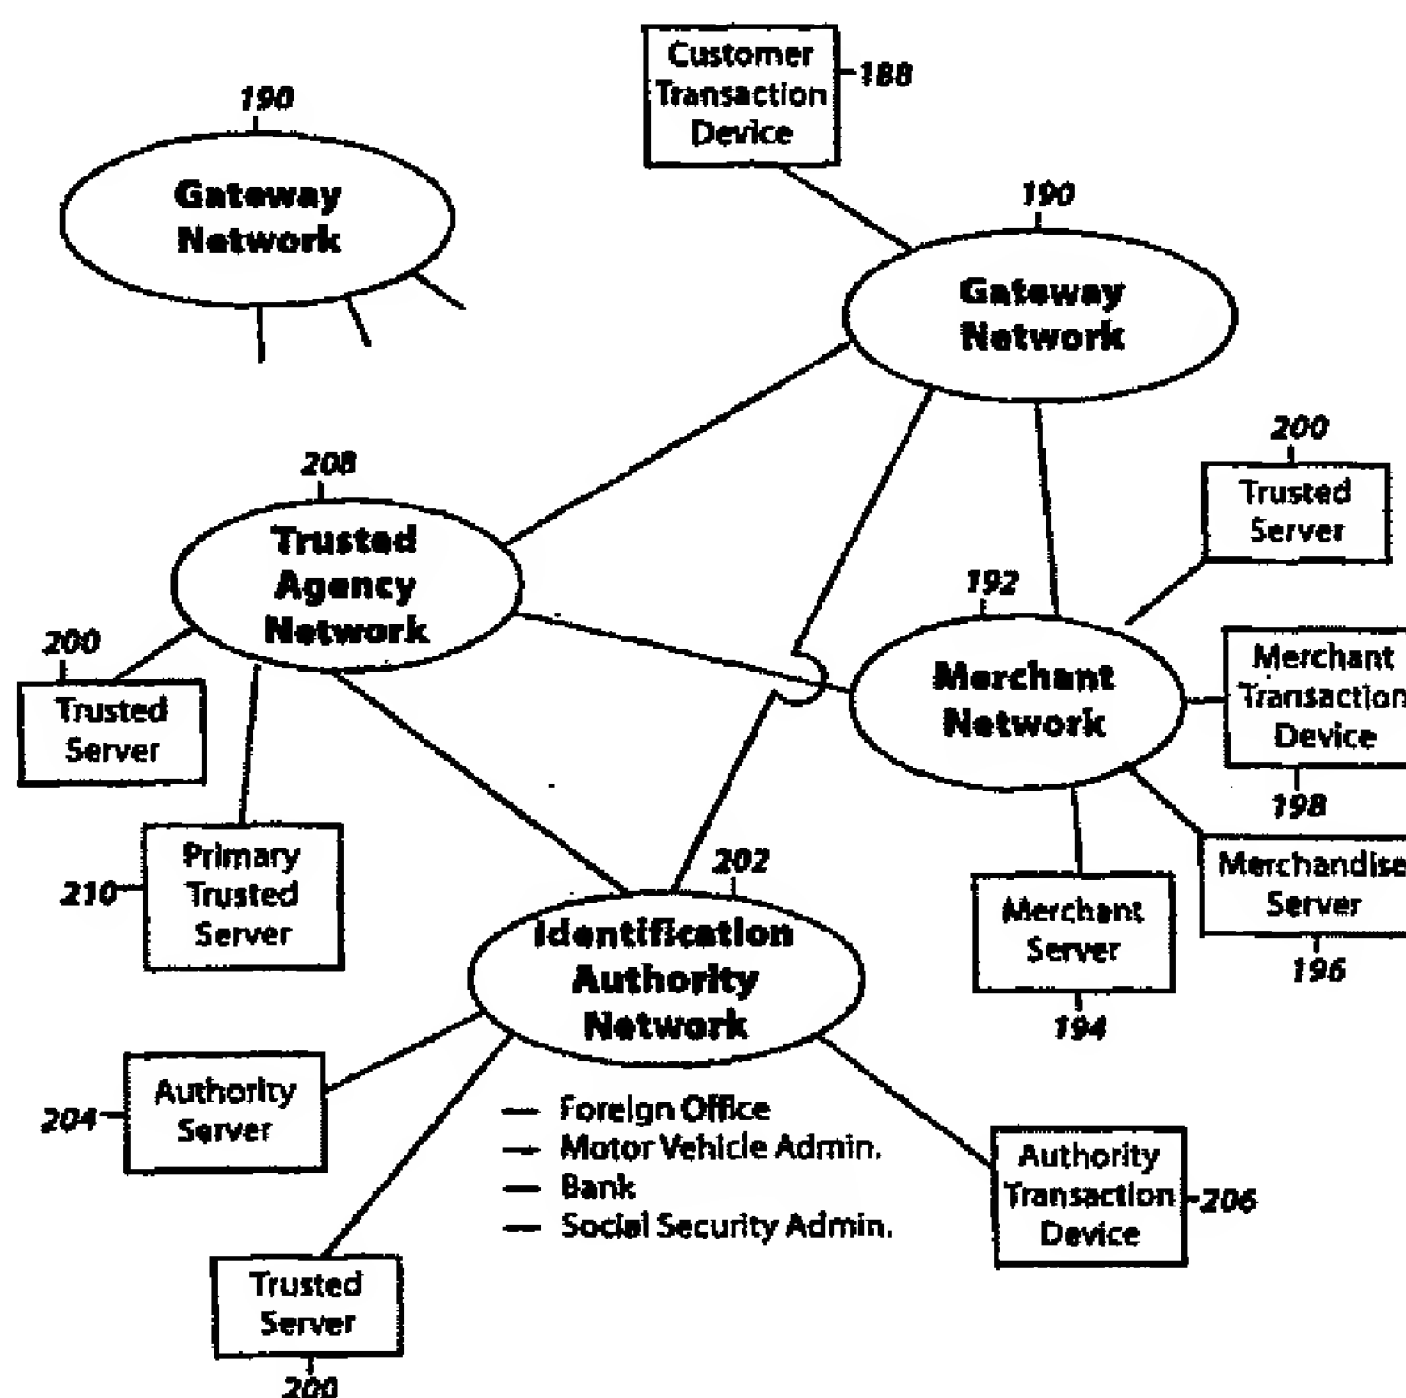 Customer
Transaction
Device
188
190
Gateway
Network
190
Gateway
Network
200
Trusted
Server
208
Trusted
Agency
Network
192
Merchant
Network
Merchant
Transaction
Device
198
200
Trusted
Server
Primary
Trusted
Server
210
202
Identification
Authority
Network
Merchant
Server
194
Merchandise
Server
196
Authority
Server
204
— Foreign Office
— Motor Vehicle Admin.
— Bank
— Social Security Admin.
Authority
Transaction
Device
206
Trusted
Server
200